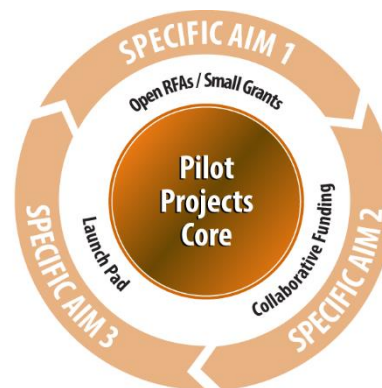 SPECIFIC AIM 1
Open RFAs / Small Grants
Pilot
Projects
Core
SPECIFIC AIM 2
Collaborative Funding
SPECIFIC AIM 3
Launch Pad